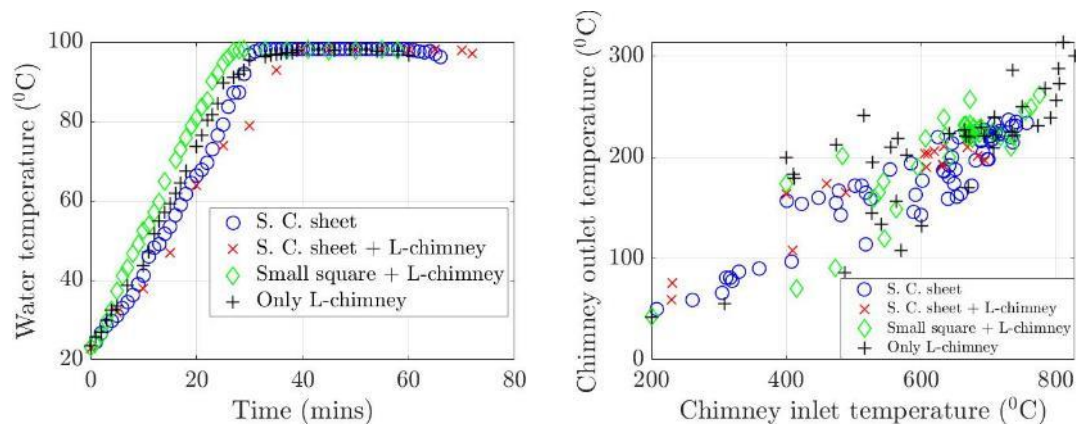 100
80
60
40
20
Water temperature (⁰C)
0
20
40
60
80
Time (mins)
S. C. sheet
S. C. sheet + L-chimney
Small square + L-chimney
Only L-chimney
300
200
100
0
Chimney outlet temperature (⁰C)
200
400
600
800
Chimney inlet temperature (⁰C)
S. C. sheet
S. C. sheet + L-chimney
Small square + L-chimney
Only L-chimney